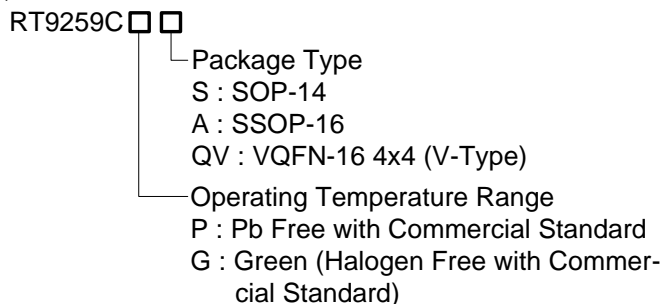 RT9259C
Package Type
S : SOP-14
A : SSOP-16
QV : VQFN-16 4x4 (V-Type)
Operating Temperature Range
P : Pb Free with Commercial Standard
G : Green (Halogen Free with Commer-
cial Standard)